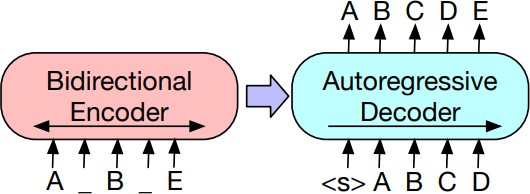 A B C D E
Bidirectional
Encoder
Autoregressive
Decoder
A _ B _ E
<s> A B C D